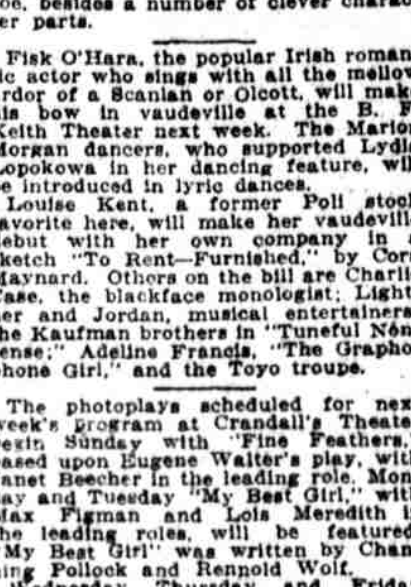 besides a number of clever charac
er parts.
Fisk O'Hara, the popular Irish roman
ic actor who sings with all the mellow
rdor of a Scanlan or Olcott, will make
is bow in vaudeville at the B. F.
Keith Theater next week. The Marion
Morgan dancers, who supported Lydia
Lopokowa in her dancing feature, will
e introduced in lyric dances.
Louise Kent, a former Poli stock
avorite here, will make her vaudeville
debut with her own company in a
sketch "To Rent—Furnished," by Cora
Maynard. Others on the bill are Charlie
Case, the blackface monologist; Light-
ner and Jordan, musical entertainers;
the Kaufman brothers in "Tuneful Non
ense;" Adeline Francis, "The Grapho-
phone Girl," and the Toyo troupe.
The photoplays scheduled for next
week's program at Crandall's Theater
begin Sunday with "Fine Feathers,"
based upon Eugene Walter's play, with
Janet Beecher in the leading role. Mon
day and Tuesday "My Best Girl," with
Max Figman and Lois Meredith in
the leading roles, will be featured.
"My Best Girl" was written by Chan
ning Pollock and Rennold Wolf.
Wednesday, Thursday and Friday